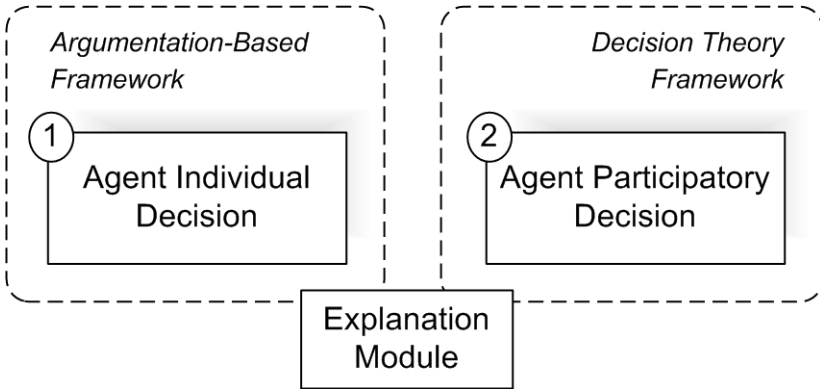 Argumentation-Based
Framework
1
Agent Individual
Decision
Decision Theory
Framework
2
Agent Participatory
Decision
Explanation
Module